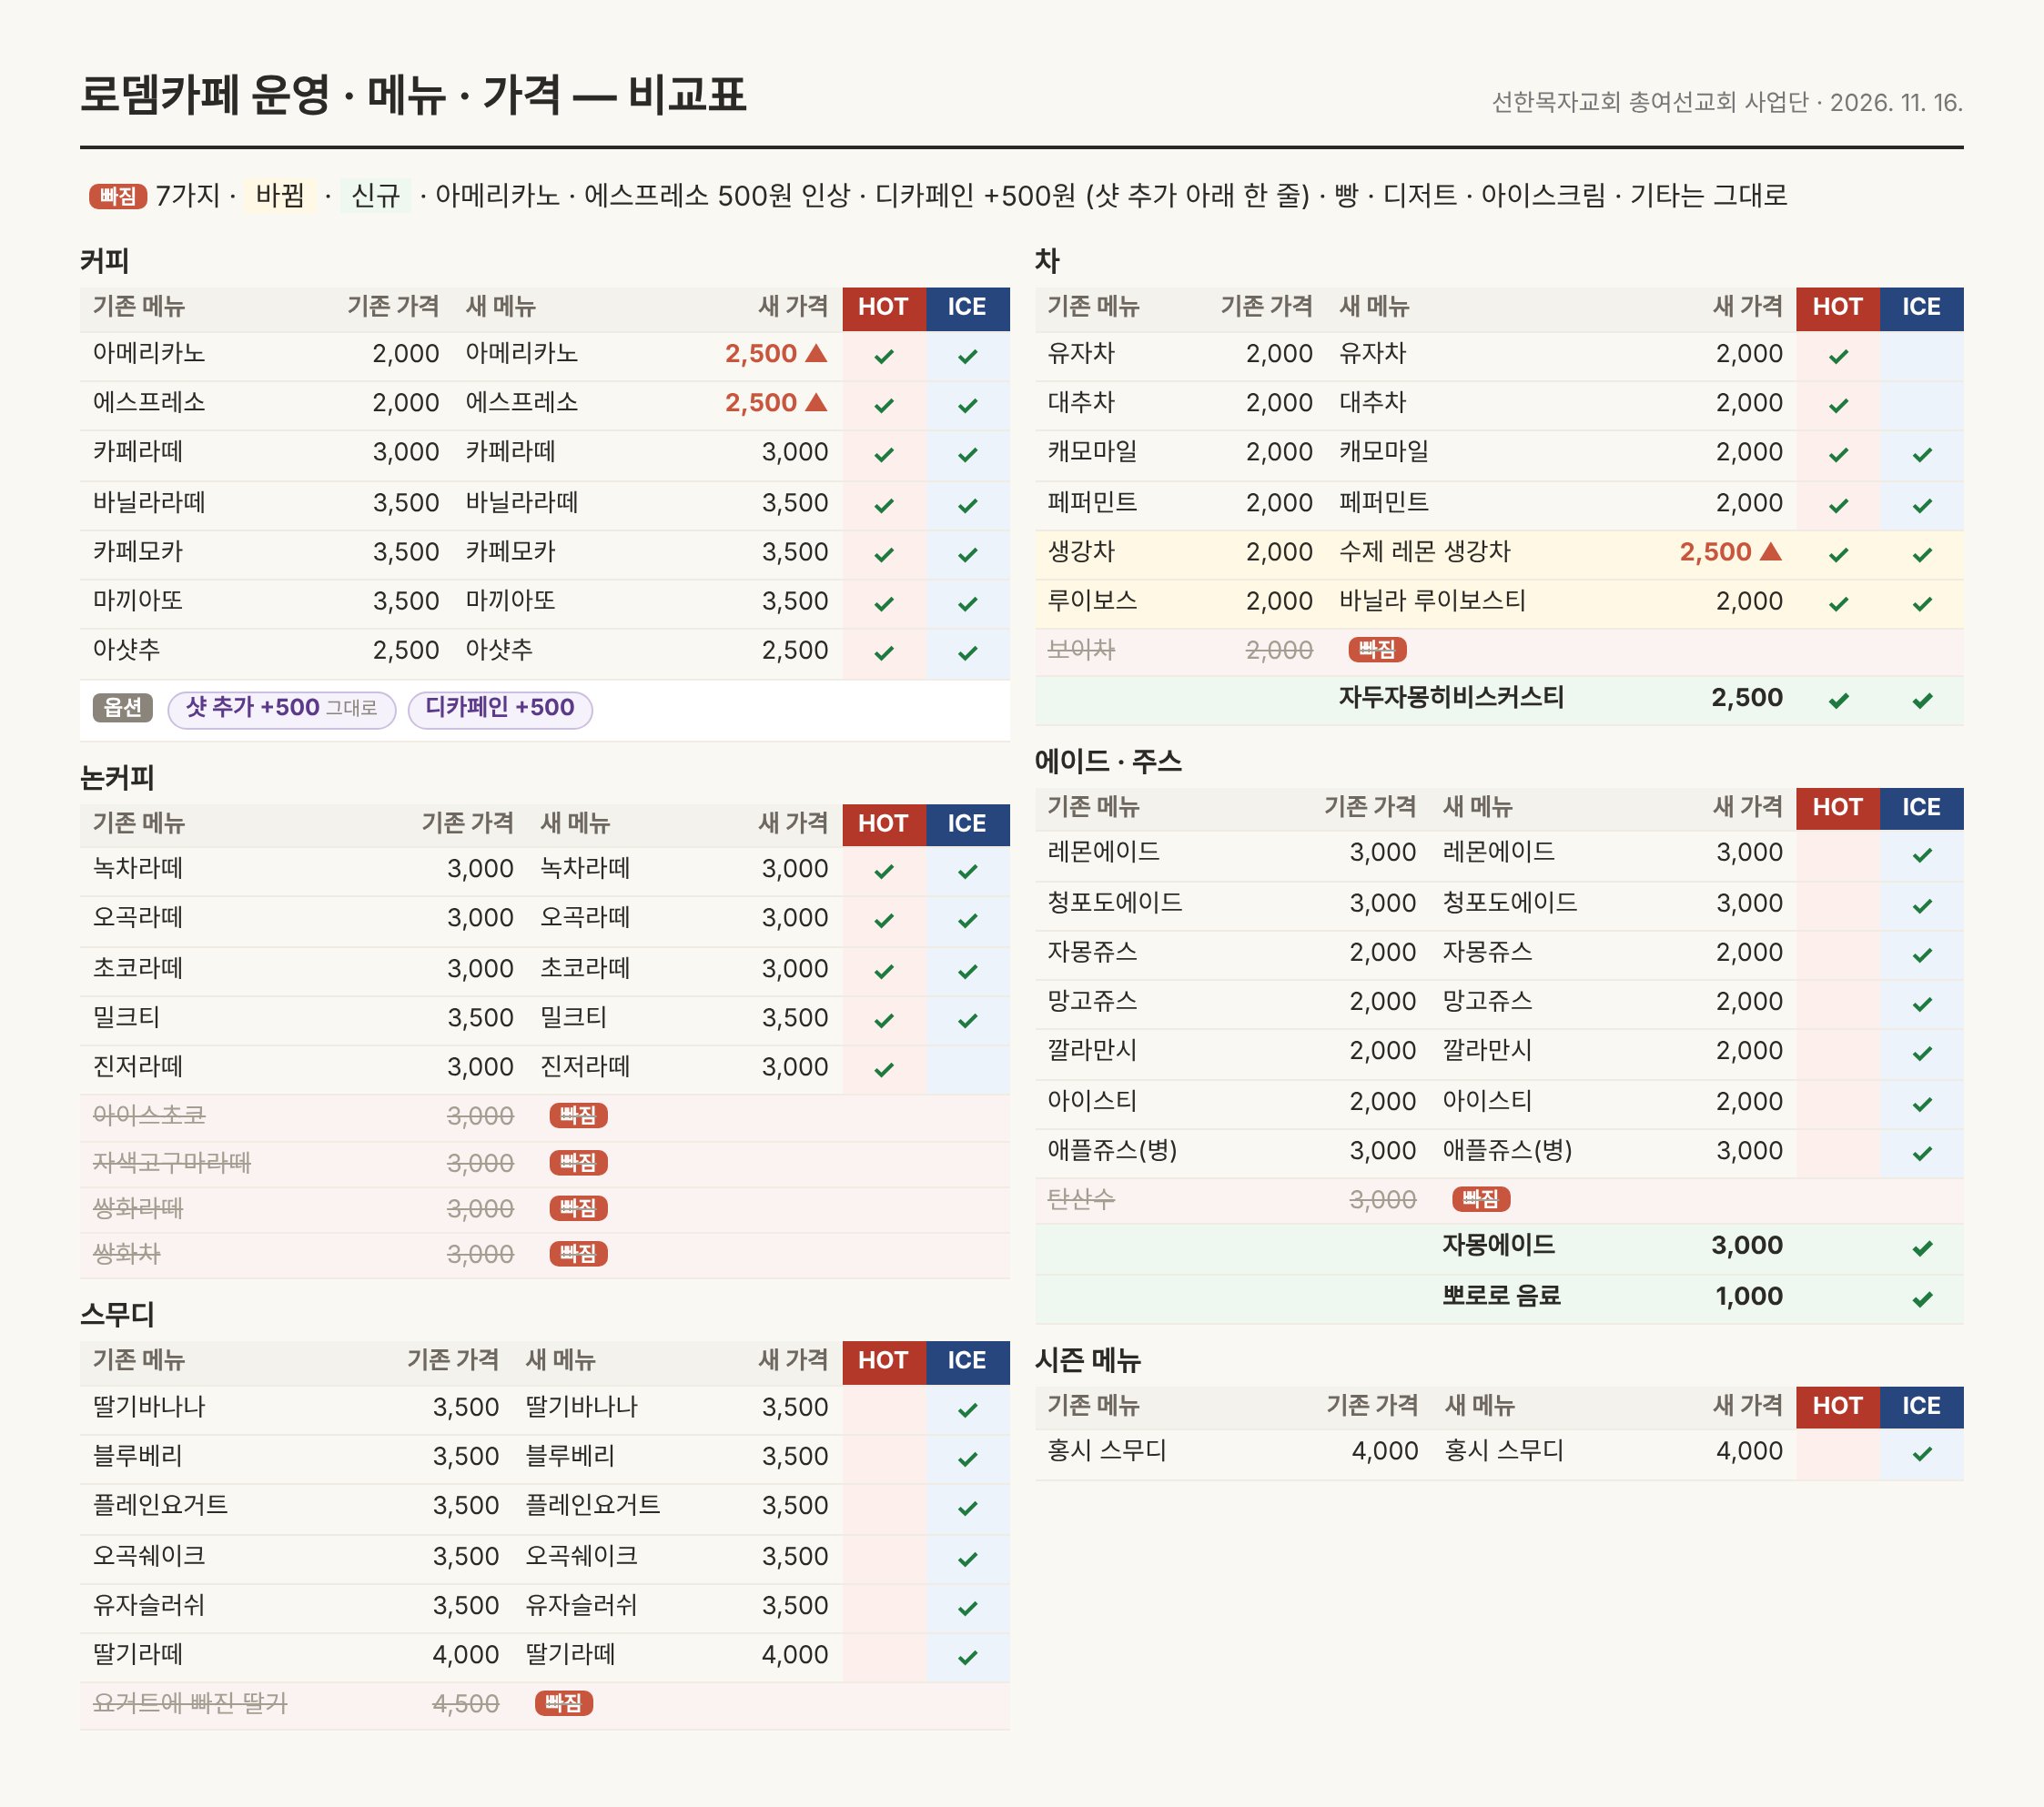 로뎀카페 운영 · 메뉴 · 가격 — 비교표
선한목자교회 총여선교회 사업단 · 2026. 11. 16.
빠짐 7가지 · 바뀜 · 신규 · 아메리카노 · 에스프레소 500원 인상 · 디카페인 +500원 (샷 추가 아래 한 줄) · 빵 · 디저트 · 아이스크림 · 기타는 그대로
커피
기존 메뉴 기존 가격 새 메뉴 새 가격 HOT ICE
아메리카노 2,000 아메리카노 2,500 ▲ ✓ ✓
에스프레소 2,000 에스프레소 2,500 ▲ ✓ ✓
카페라떼 3,000 카페라떼 3,000 ✓ ✓
바닐라라떼 3,500 바닐라라떼 3,500 ✓ ✓
카페모카 3,500 카페모카 3,500 ✓ ✓
마끼아또 3,500 마끼아또 3,500 ✓ ✓
아샷추 2,500 아샷추 2,500 ✓ ✓
옵션 샷 추가 +500 그대로 디카페인 +500
논커피
기존 메뉴 기존 가격 새 메뉴 새 가격 HOT ICE
녹차라떼 3,000 녹차라떼 3,000 ✓ ✓
오곡라떼 3,000 오곡라떼 3,000 ✓ ✓
초코라떼 3,000 초코라떼 3,000 ✓ ✓
밀크티 3,500 밀크티 3,500 ✓ ✓
진저라떼 3,000 진저라떼 3,000 ✓
아이스초코 3,000 빠짐
자색고구마라떼 3,000 빠짐
쌍화라떼 3,000 빠짐
쌍화차 3,000 빠짐
스무디
기존 메뉴 기존 가격 새 메뉴 새 가격 HOT ICE
딸기바나나 3,500 딸기바나나 3,500 ✓
블루베리 3,500 블루베리 3,500 ✓
플레인요거트 3,500 플레인요거트 3,500 ✓
오곡쉐이크 3,500 오곡쉐이크 3,500 ✓
유자슬러쉬 3,500 유자슬러쉬 3,500 ✓
딸기라떼 4,000 딸기라떼 4,000 ✓
요거트에 빠진 딸기 4,500 빠짐
차
기존 메뉴 기존 가격 새 메뉴 새 가격 HOT ICE
유자차 2,000 유자차 2,000 ✓
대추차 2,000 대추차 2,000 ✓
캐모마일 2,000 캐모마일 2,000 ✓ ✓
페퍼민트 2,000 페퍼민트 2,000 ✓ ✓
생강차 2,000 수제 레몬 생강차 2,500 ▲ ✓ ✓
루이보스 2,000 바닐라 루이보스티 2,000 ✓ ✓
보이차 2,000 빠짐
자두자몽히비스커스티 2,500 ✓ ✓
에이드 · 주스
기존 메뉴 기존 가격 새 메뉴 새 가격 HOT ICE
레몬에이드 3,000 레몬에이드 3,000 ✓
청포도에이드 3,000 청포도에이드 3,000 ✓
자몽쥬스 2,000 자몽쥬스 2,000 ✓
망고쥬스 2,000 망고쥬스 2,000 ✓
깔라만시 2,000 깔라만시 2,000 ✓
아이스티 2,000 아이스티 2,000 ✓
애플쥬스(병) 3,000 애플쥬스(병) 3,000 ✓
탄산수 3,000 빠짐
자몽에이드 3,000 ✓
뽀로로 음료 1,000 ✓
시즌 메뉴
기존 메뉴 기존 가격 새 메뉴 새 가격 HOT ICE
홍시 스무디 4,000 홍시 스무디 4,000 ✓